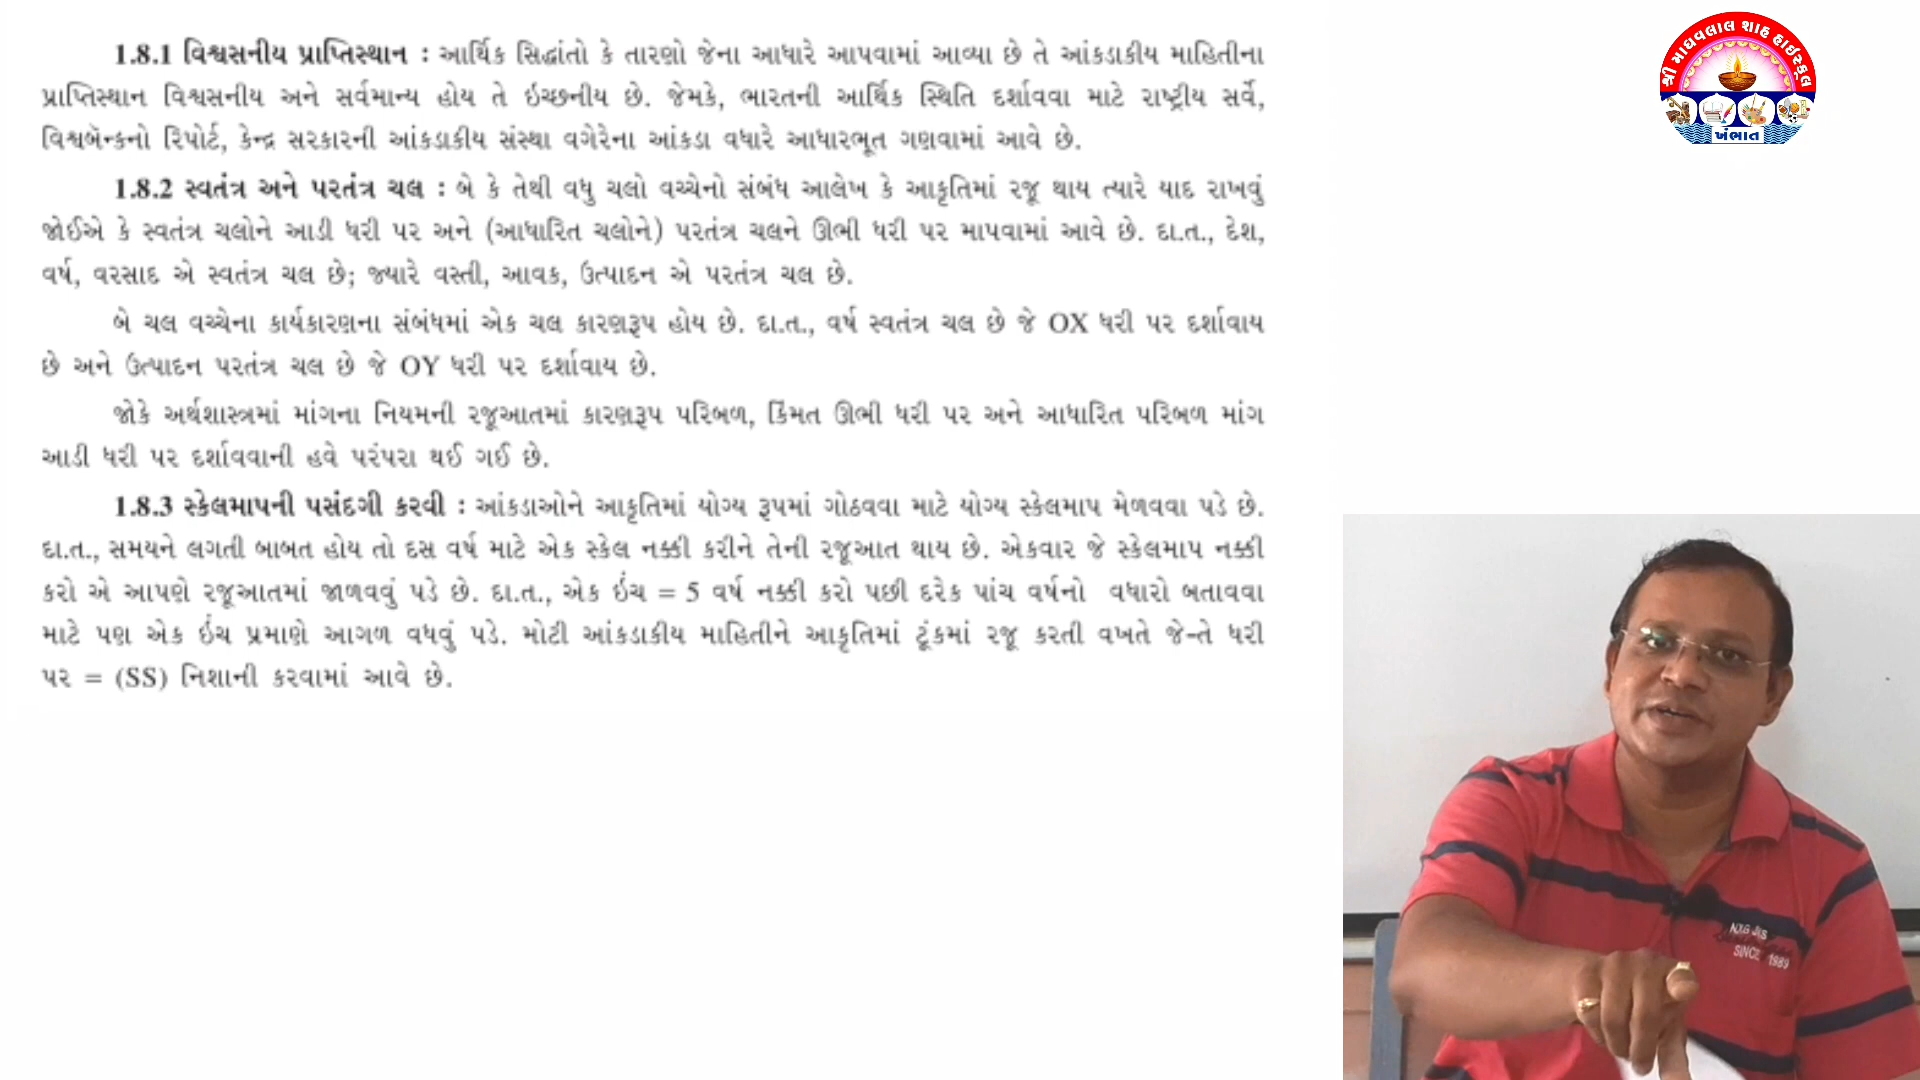 1.8.1 વિશ્વસનીય પ્રાપ્તિસ્થાન : આર્થિક સિદ્ધાંતો કે તારણો જેના આધારે આપવામાં આવ્યા છે તે આંકડાકીય માહિતીના
પ્રાપ્તિસ્થાન વિશ્વસનીય અને સર્વમાન્ય હોય તે ઇચ્છનીય છે. જેમકે, ભારતની આર્થિક સ્થિતિ દર્શાવવા માટે રાષ્ટ્રીય સર્વે,
વિશ્વબૅન્કનો રિપોર્ટ, કેન્દ્ર સરકારની આંકડાકીય સંસ્થા વગેરેના આંકડા વધારે આધારભૂત ગણવામાં આવે છે.
1.8.2 સ્વતંત્ર અને પરતંત્ર ચલ : બે કે તેથી વધુ ચલો વચ્ચેનો સંબંધ આલેખ કે આકૃતિમાં રજૂ થાય ત્યારે યાદ રાખવું
જોઈએ કે સ્વતંત્ર ચલોને આડી ધરી પર અને (આધારિત ચલોને) પરતંત્ર ચલને ઊભી ધરી પર માપવામાં આવે છે. દા.ત., દેશ,
વર્ષ, વરસાદ એ સ્વતંત્ર ચલ છે; જ્યારે વસ્તી, આવક, ઉત્પાદન એ પરતંત્ર ચલ છે.
બે ચલ વચ્ચેના કાર્યકારણના સંબંધમાં એક ચલ કારણરૂપ હોય છે. દા.ત., વર્ષ સ્વતંત્ર ચલ છે જે OX ધરી પર દર્શાવાય
છે અને ઉત્પાદન પરતંત્ર ચલ છે જે OY ધરી પર દર્શાવાય છે.
જોકે અર્થશાસ્ત્રમાં માંગના નિયમની રજૂઆતમાં કારણરૂપ પરિબળ, કિંમત ઊભી ધરી પર અને આધારિત પરિબળ માંગ
આડી ધરી પર દર્શાવવાની હવે પરંપરા થઈ ગઈ છે.
1.8.3 સ્કેલમાપની પસંદગી કરવી : આંકડાઓને આકૃતિમાં યોગ્ય રૂપમાં ગોઠવવા માટે યોગ્ય સ્કેલમાપ મેળવવા પડે છે.
દા.ત., સમયને લગતી બાબત હોય તો દસ વર્ષ માટે એક સ્કેલ નક્કી કરીને તેની રજૂઆત થાય છે. એકવાર જે સ્કેલમાપ નક્કી
કરો એ આપણે રજૂઆતમાં જાળવવું પડે છે. દા.ત., એક ઇંચ = 5 વર્ષ નક્કી કરો પછી દરેક પાંચ વર્ષનો વધારો બતાવવા
માટે પણ એક ઇંચ પ્રમાણે આગળ વધવું પડે. મોટી આંકડાકીય માહિતીને આકૃતિમાં ટૂંકમાં રજૂ કરતી વખતે જે-તે ધરી
પર = (SS) નિશાની કરવામાં આવે છે.
શ્રી માધવલાલ શાહ હાઈસ્કૂલ
ખંભાત
SINCE 1989